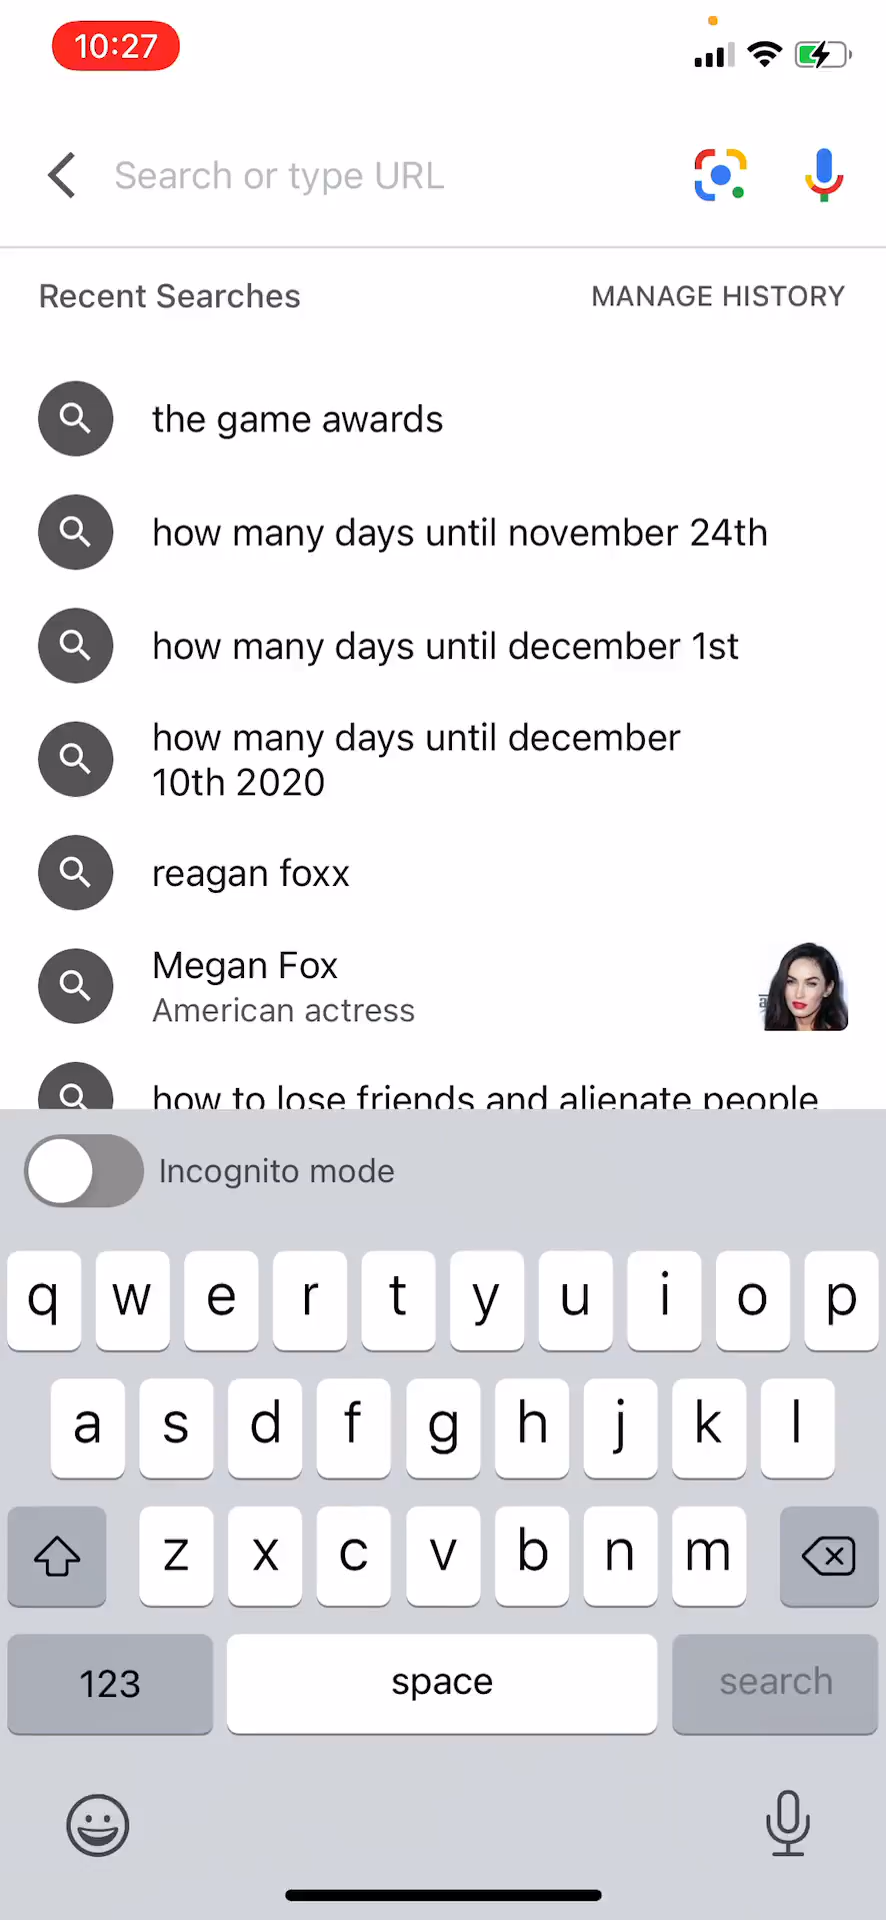 10:27
Search or type URL
Recent Searches
MANAGE HISTORY
the game awards
how many days until november 24th
how many days until december 1st
how many days until december
10th 2020
reagan foxx
Megan Fox
American actress
how to lose friends and alienate people
Incognito mode
q w e r t y u i o p
a s d f g h j k l
z x c v b n m
123 space search